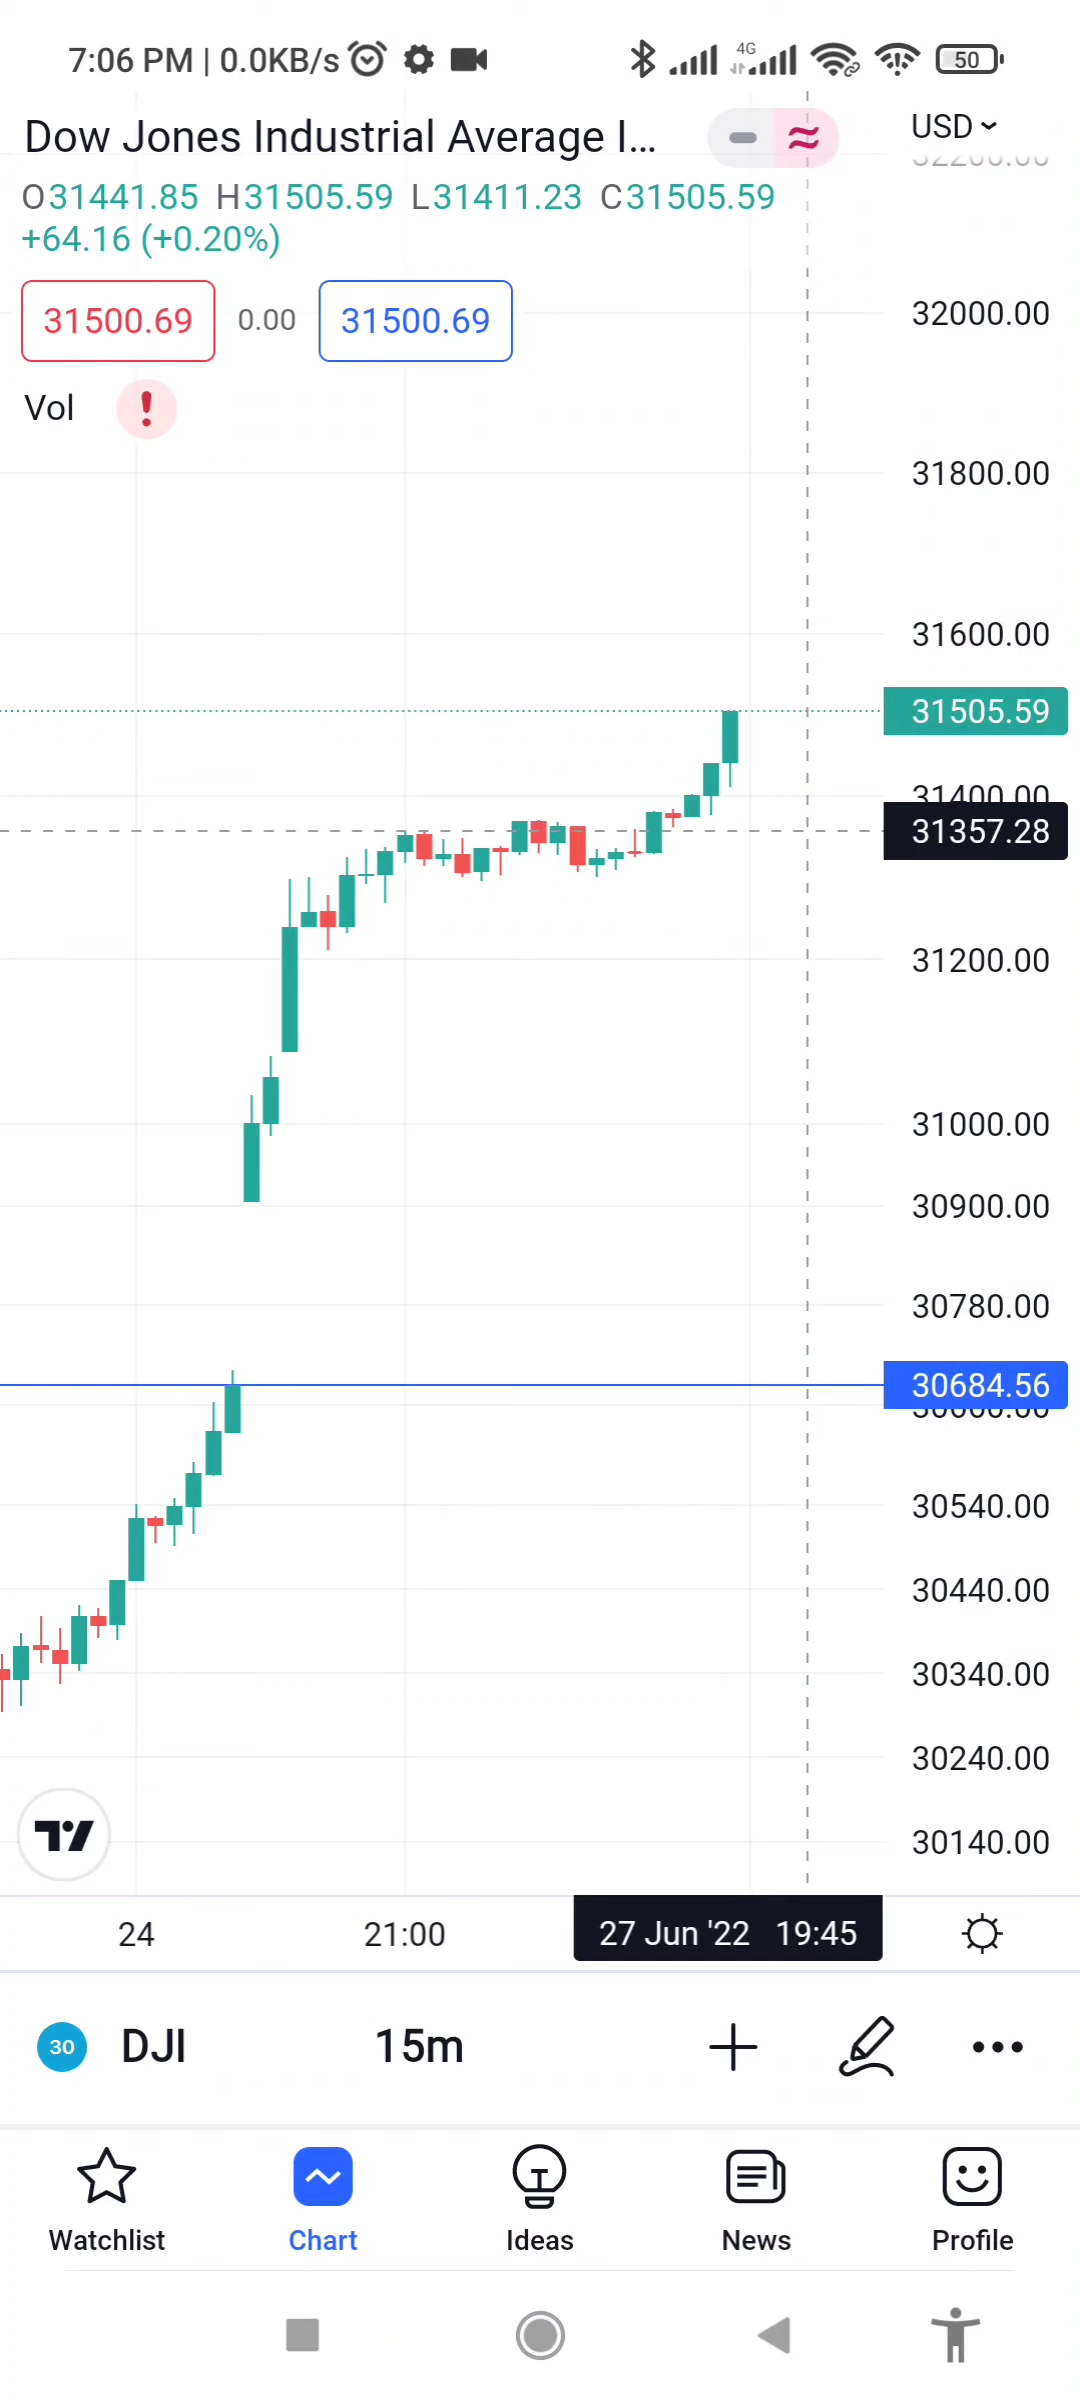 7:06 PM | 0.0KB/s 4G 50
Dow Jones Industrial Average I... USD
O31441.85 H31505.59 L31411.23 C31505.59
+64.16 (+0.20%)
31500.69 0.00 31500.69
32000.00
Vol
31800.00
31600.00
31505.59
31400.00
31357.28
31200.00
31000.00
30900.00
30780.00
30684.56
30540.00
30440.00
30340.00
30240.00
30140.00
24 21:00 27 Jun '22 19:45
30 DJI 15m
Watchlist Chart Ideas News Profile